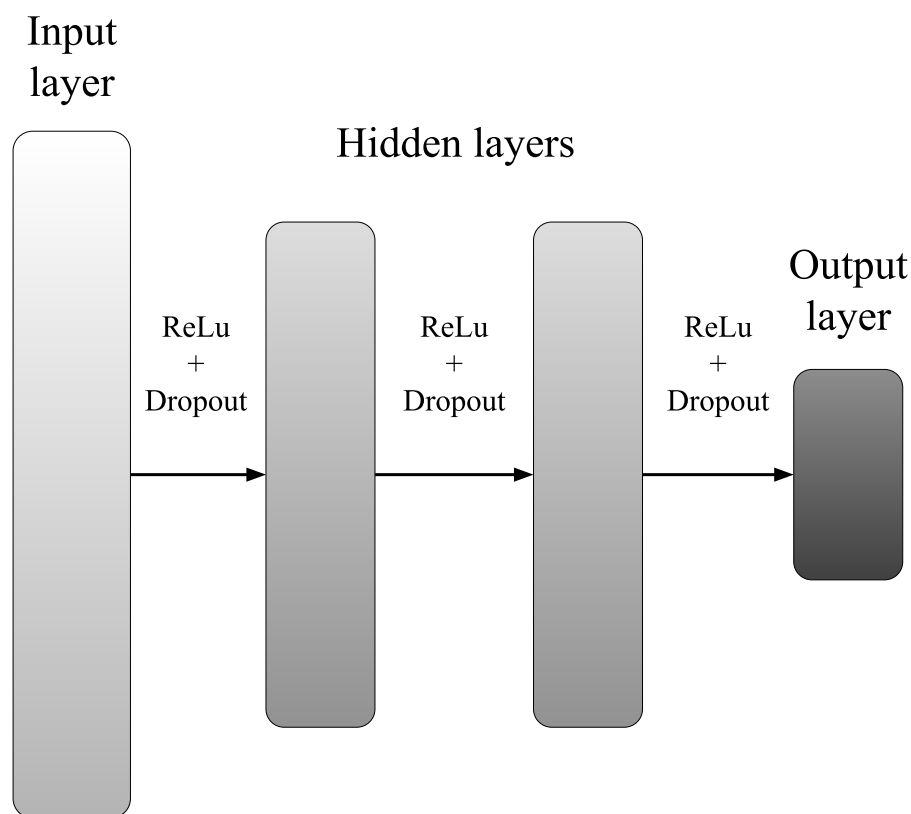 Input
layer
Hidden layers
Output
layer
ReLu
+
Dropout
ReLu
+
Dropout
ReLu
+
Dropout